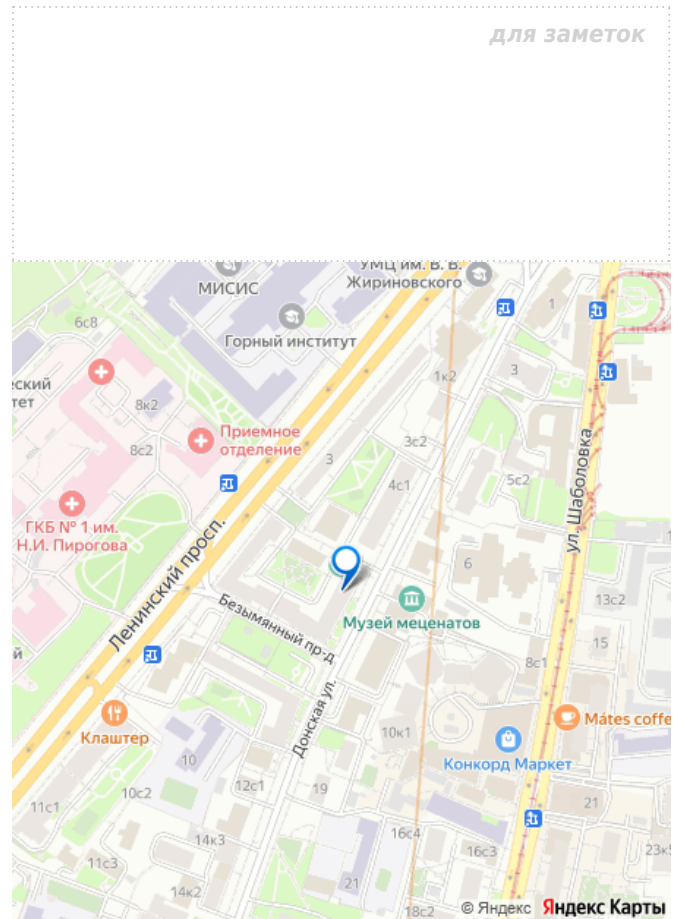 для заметок
УМЦ им. В. В.
Жириновского
МИСИС
1
6с8
Горный институт
3
1к2
8к2
Приемное
отделение
3с2
3
8с2
4с1
5с2
ул. Шаболовка
ГКБ № 1 им.
Н.И. Пирогова
Ленинский просп.
6
13с2
Безымянный пр-д
Музей меценатов
15
8с1
Донская ул.
Клаштер
10к1
Mátes coffe
10
Конкорд Маркет
10с2
12с1
19
21
11с1
14к3
16с4
16с3
11с3
21
14к2
18с2
© Яндекс Яндекс Карты